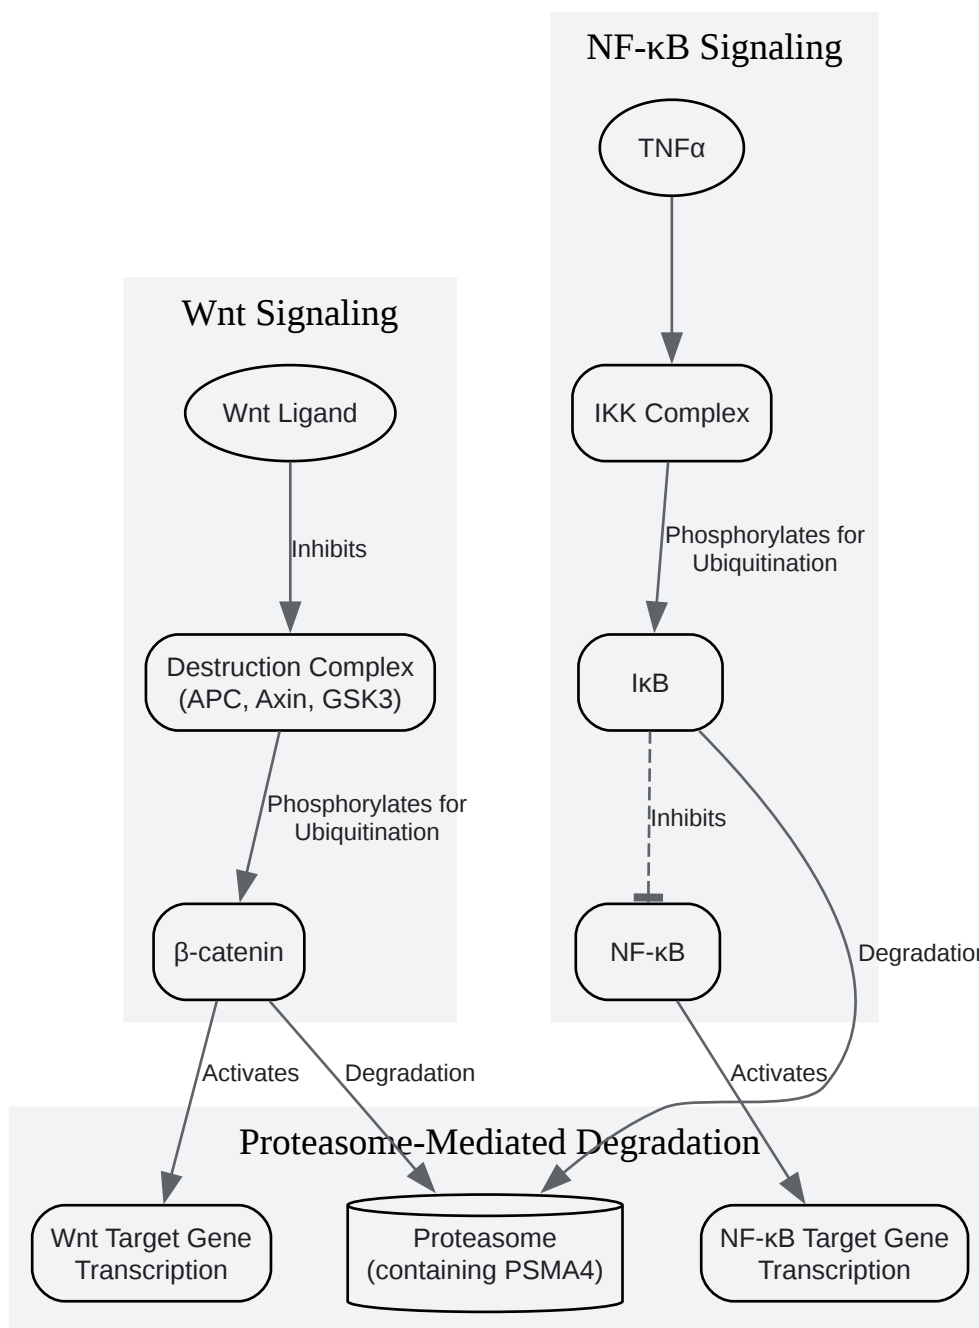 NF-κB Signaling
TNFα
Wnt Signaling
Wnt Ligand
IKK Complex
Inhibits
Phosphorylates for
Ubiquitination
Destruction Complex
(APC, Axin, GSK3)
IκB
Phosphorylates for
Ubiquitination
Inhibits
β-catenin
NF-κB
Degradation
Activates
Degradation
Activates
Proteasome-Mediated Degradation
Wnt Target Gene
Transcription
Proteasome
(containing PSMA4)
NF-κB Target Gene
Transcription